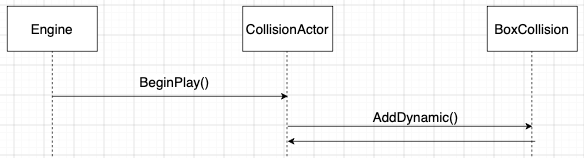 Engine
CollisionActor
BoxCollision
BeginPlay()
AddDynamic()